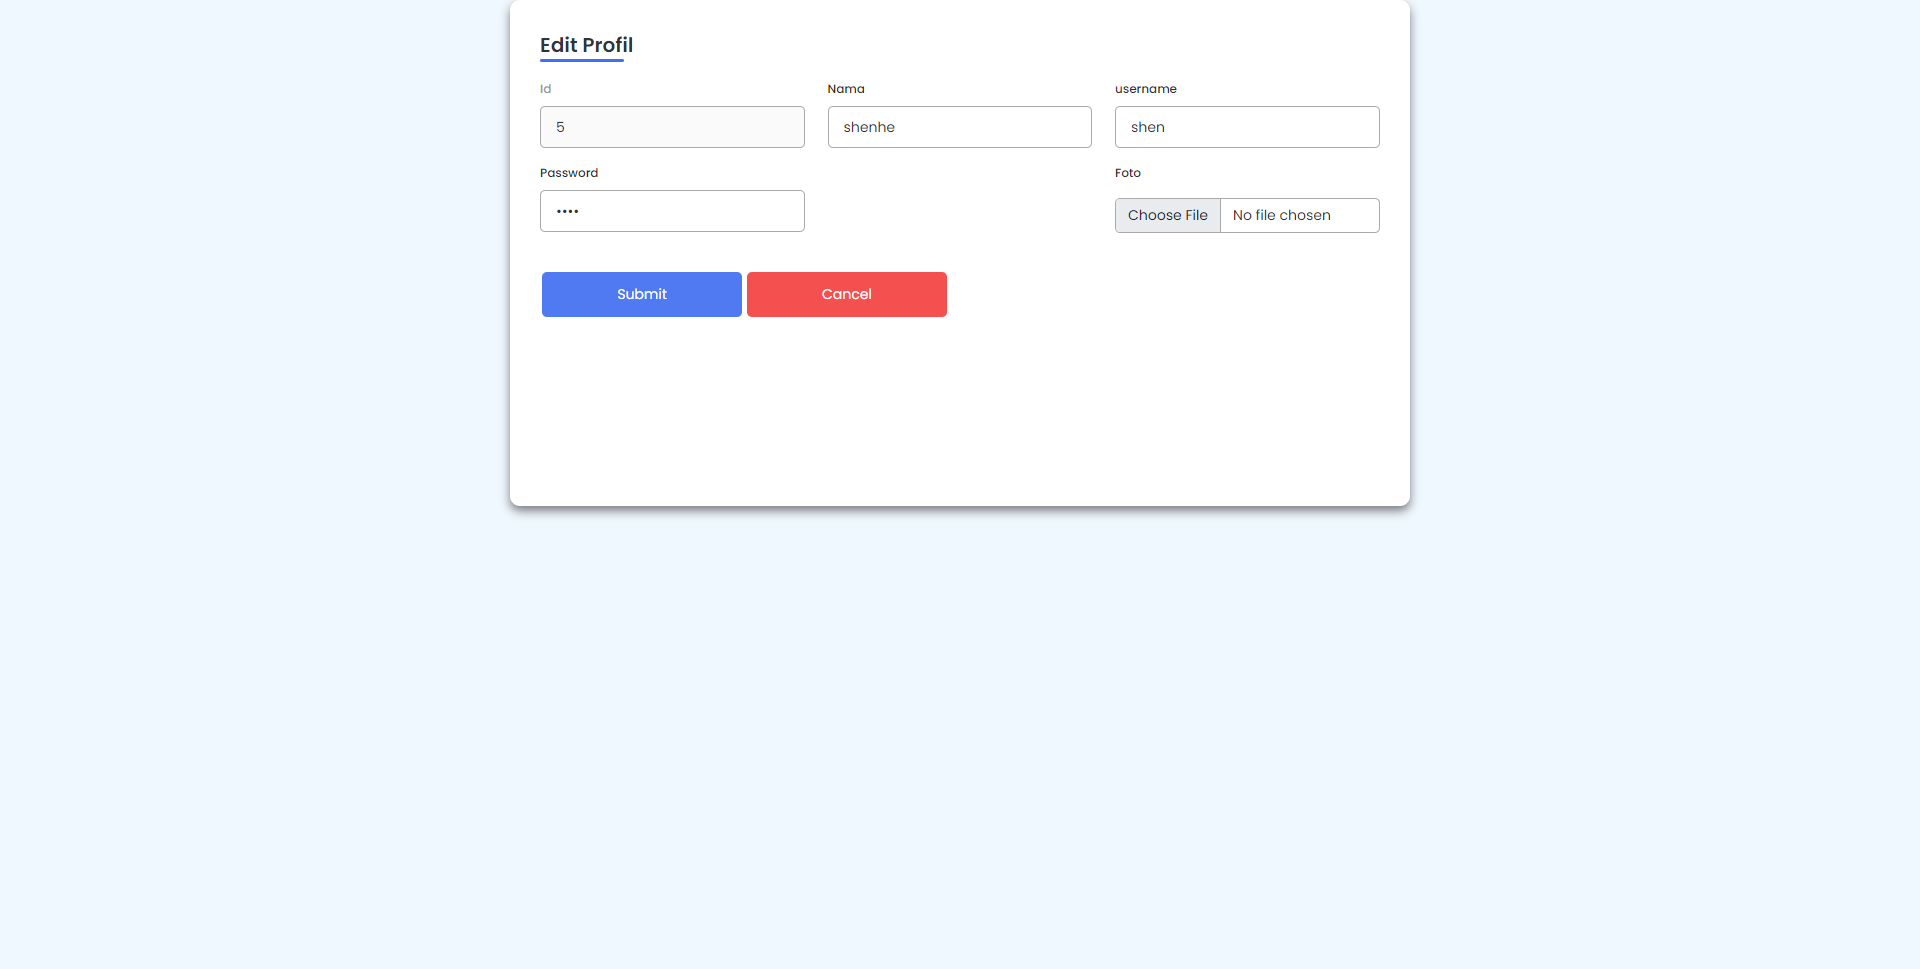 Edit Profil
Id
Nama
username
5
shenhe
shen
Password
Foto
••••
Choose File
No file chosen
Submit
Cancel